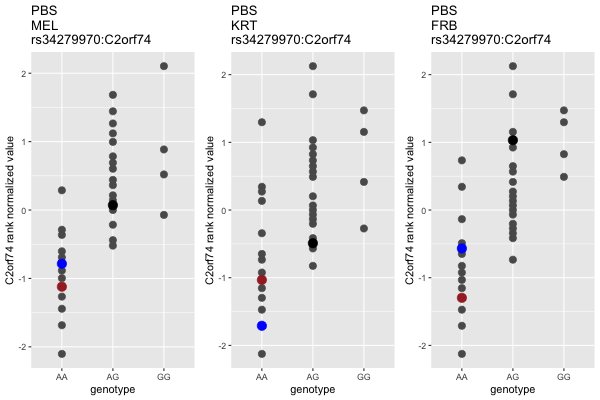 PBS
MEL
rs34279970:C2orf74
C2orf74 rank normalized value
2
1
0
-1
-2
AA
AG
GG
genotype
PBS
KRT
rs34279970:C2orf74
C2orf74 rank normalized value
2
1
0
-1
-2
AA
AG
GG
genotype
PBS
FRB
rs34279970:C2orf74
C2orf74 rank normalized value
2
1
0
-1
-2
AA
AG
GG
genotype